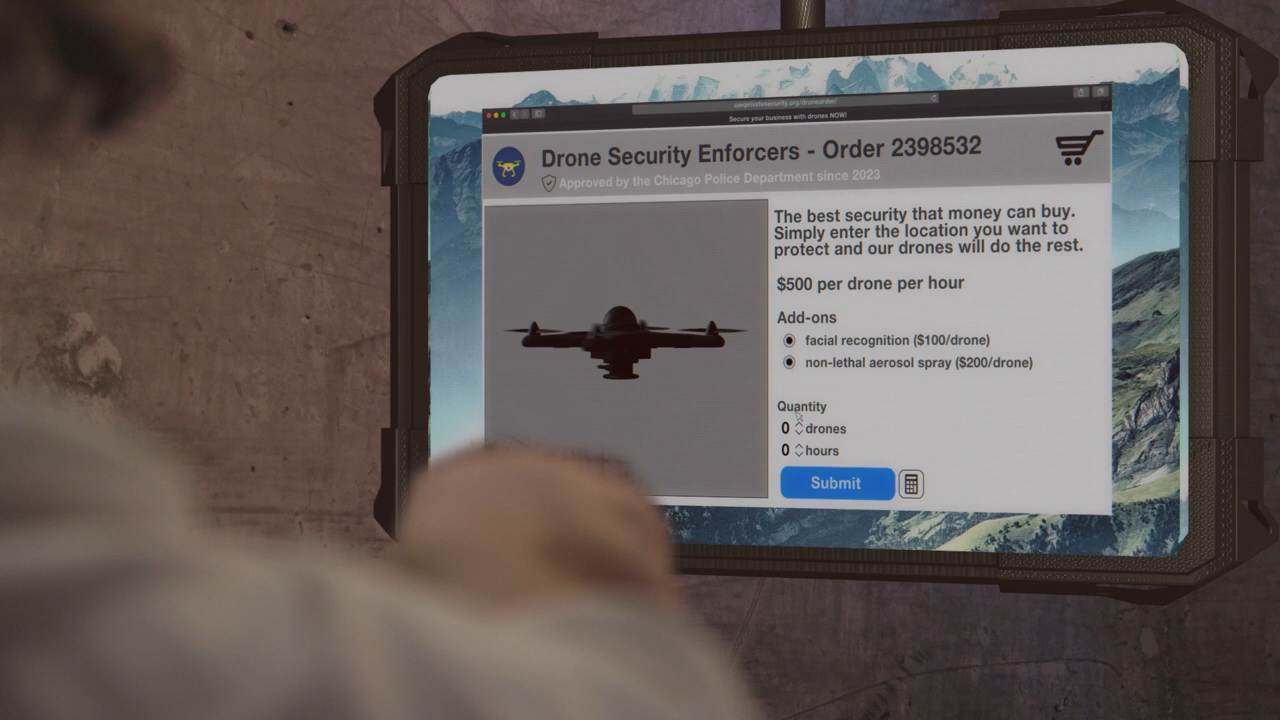 uavprivatesecurity.org/droneorder/
Secure your business with drones NOW!
Drone Security Enforcers - Order 2398532
Approved by the Chicago Police Department since 2023
The best security that money can buy.
Simply enter the location you want to
protect and our drones will do the rest.
$500 per drone per hour
Add-ons
facial recognition ($100/drone)
non-lethal aerosol spray ($200/drone)
Quantity
0 drones
0 hours
Submit